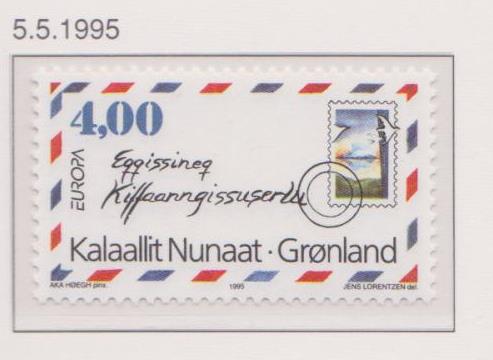 5.5.1995
4,00
EUROPA
Eqqissineq
Kiffaanngissuserlu
Kalaallit Nunaat · Grønland
AKA HØEGH pinx. 1995 JENS LORENTZEN del.